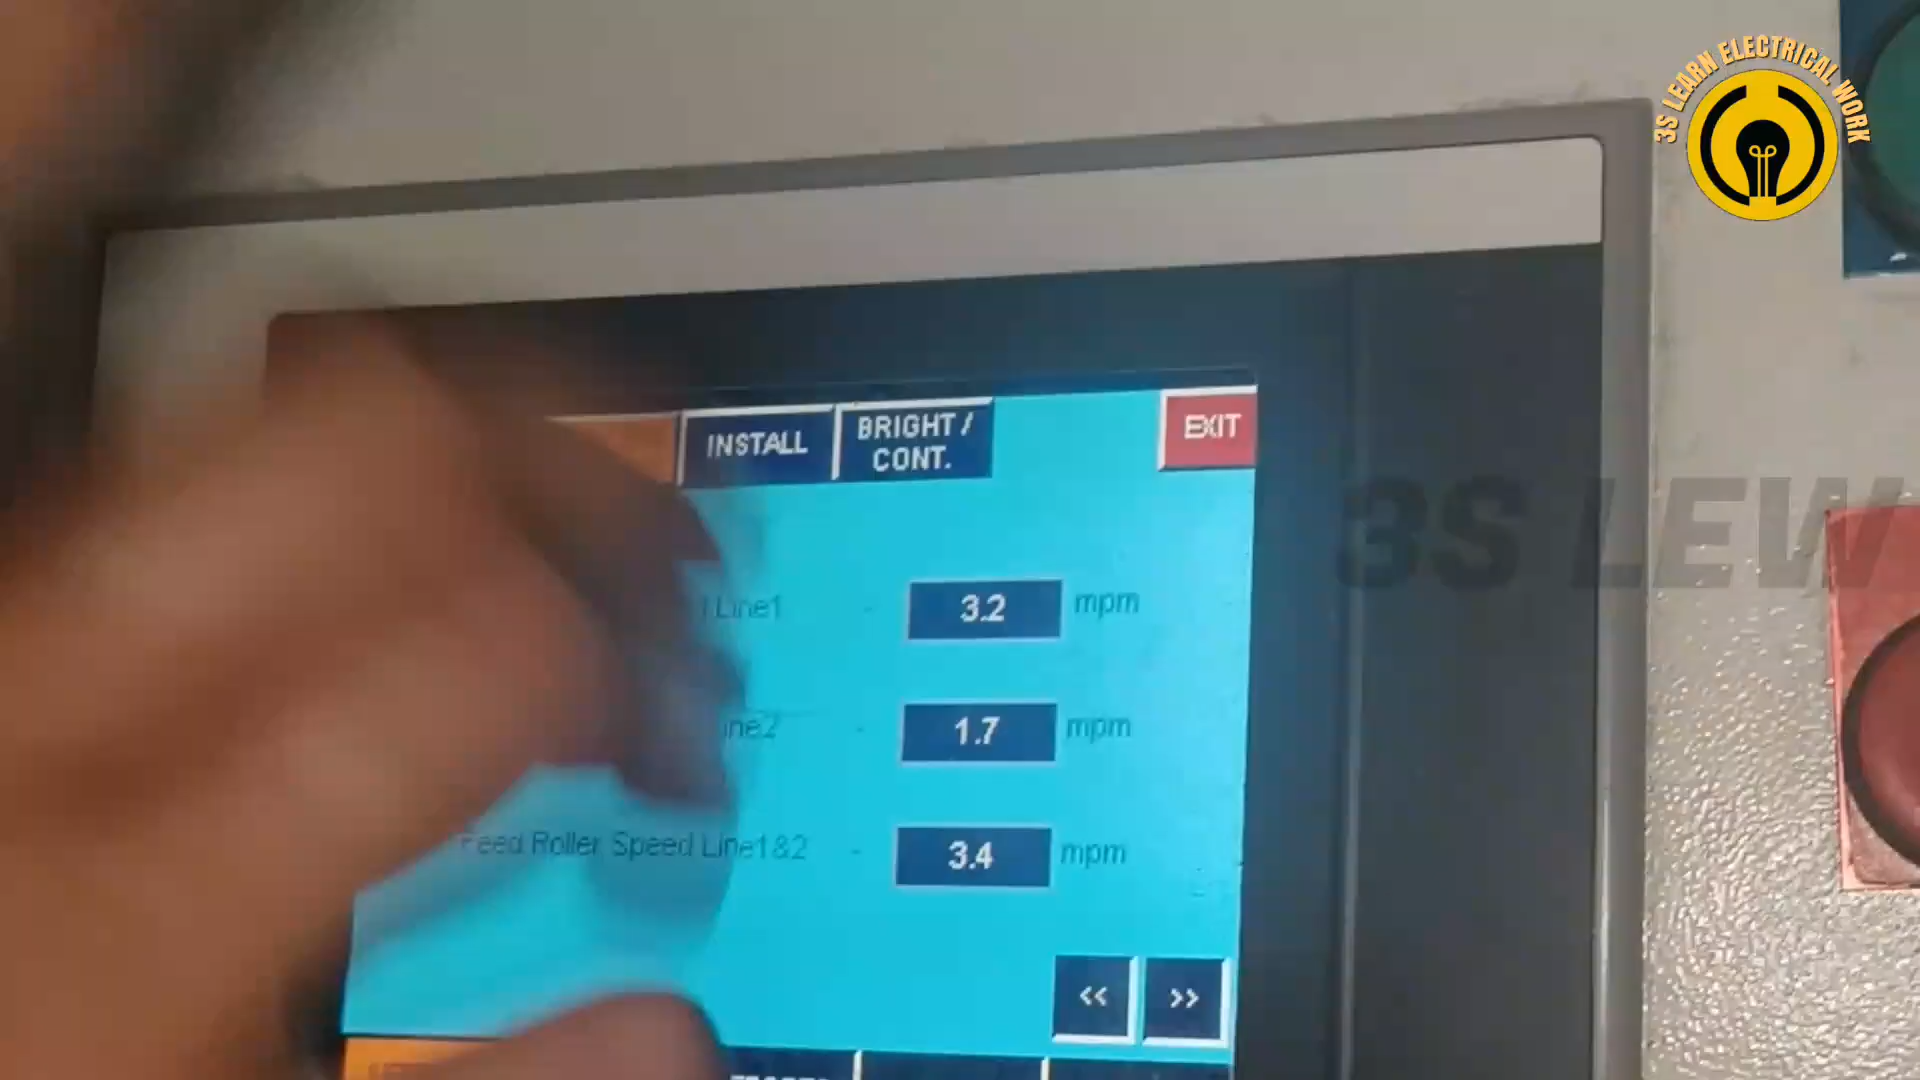 3S LEARN ELECTRICAL WORK
INSTALL
BRIGHT /
CONT.
EXIT
3S LEW
Line1 - 3.2 mpm
- 1.7 mpm
Feed Roller Speed Line1&2 - 3.4 mpm
<< >>